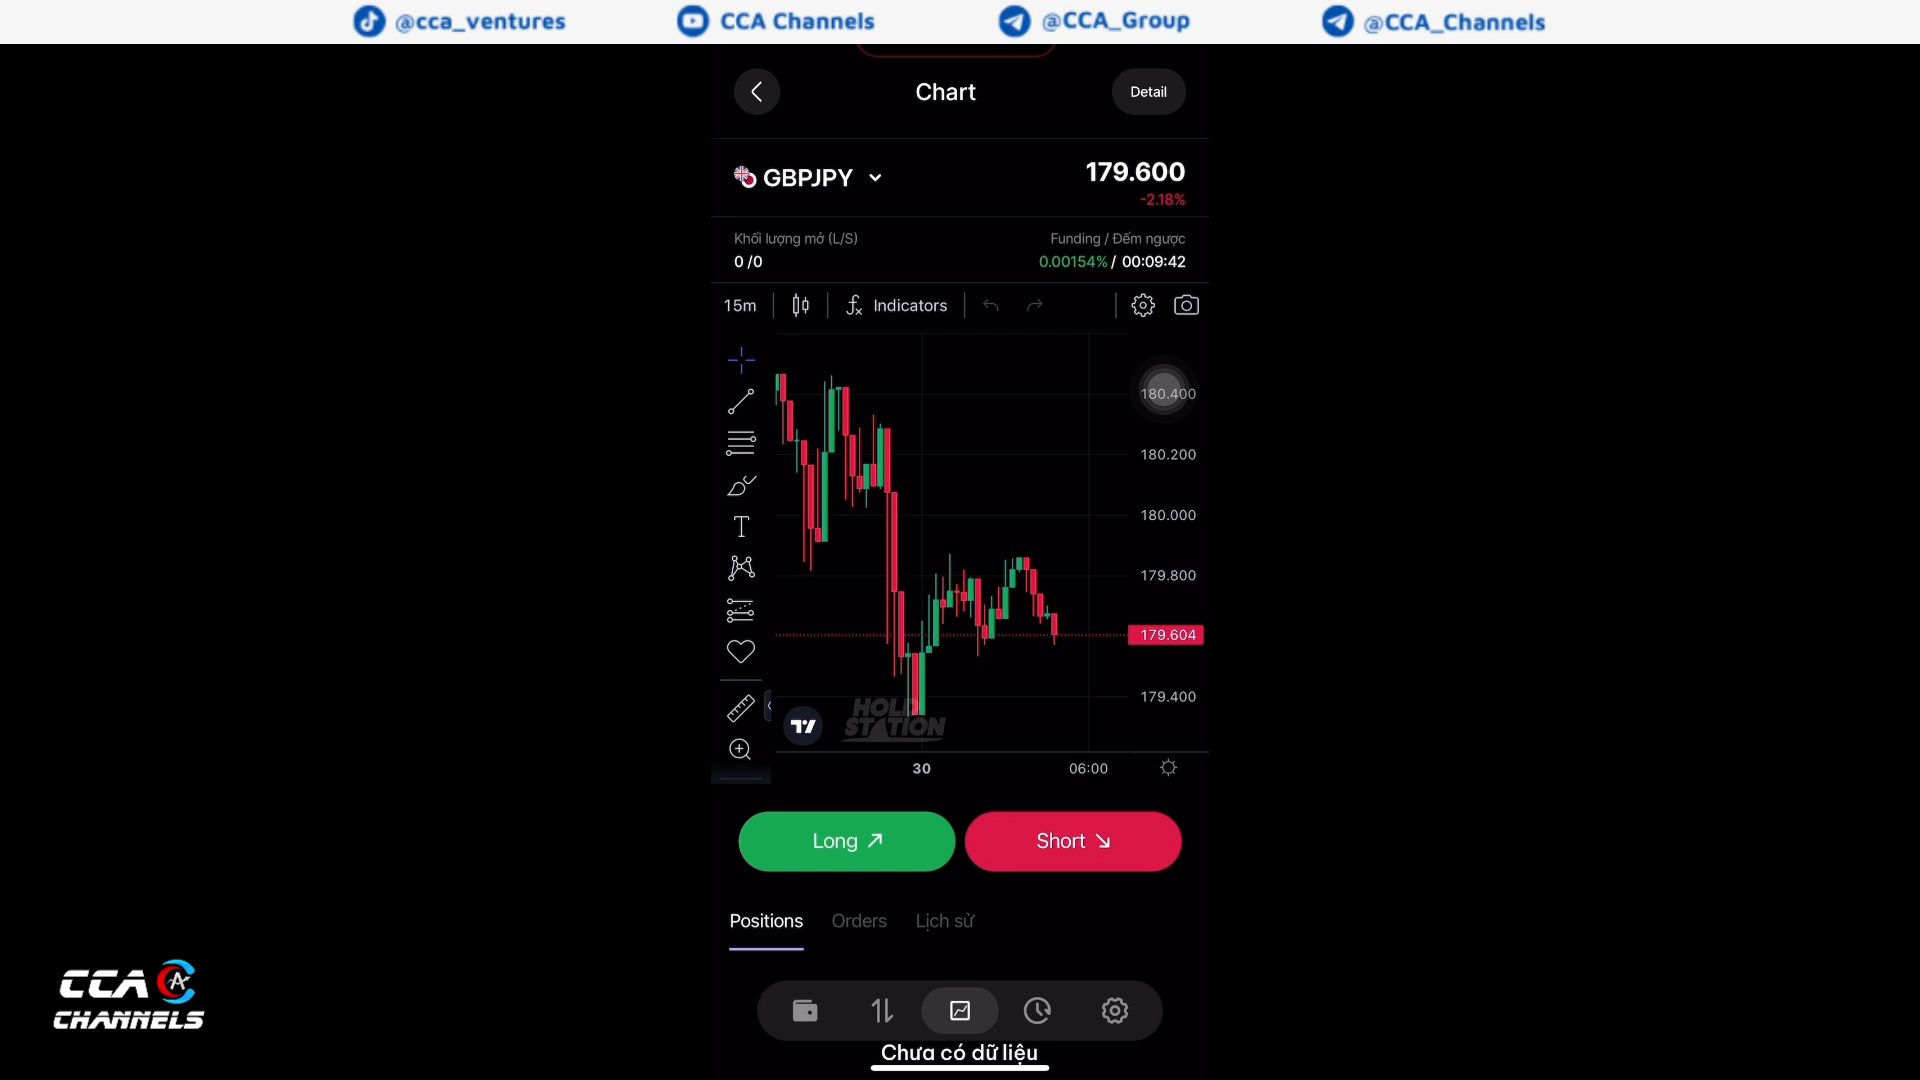 @cca_ventures CCA Channels @CCA_Group @CCA_Channels
Chart
Detail
GBPJPY
179.600
-2.18%
Khối lượng mở (L/S)
0 /0
Funding / Đếm ngược
0.00154% / 00:09:42
15m
Indicators
180.400
180.200
180.000
179.800
179.604
179.400
HOLD
STATION
30
06:00
Long
Short
Positions
Orders
Lịch sử
Chưa có dữ liệu
CCA
CHANNELS